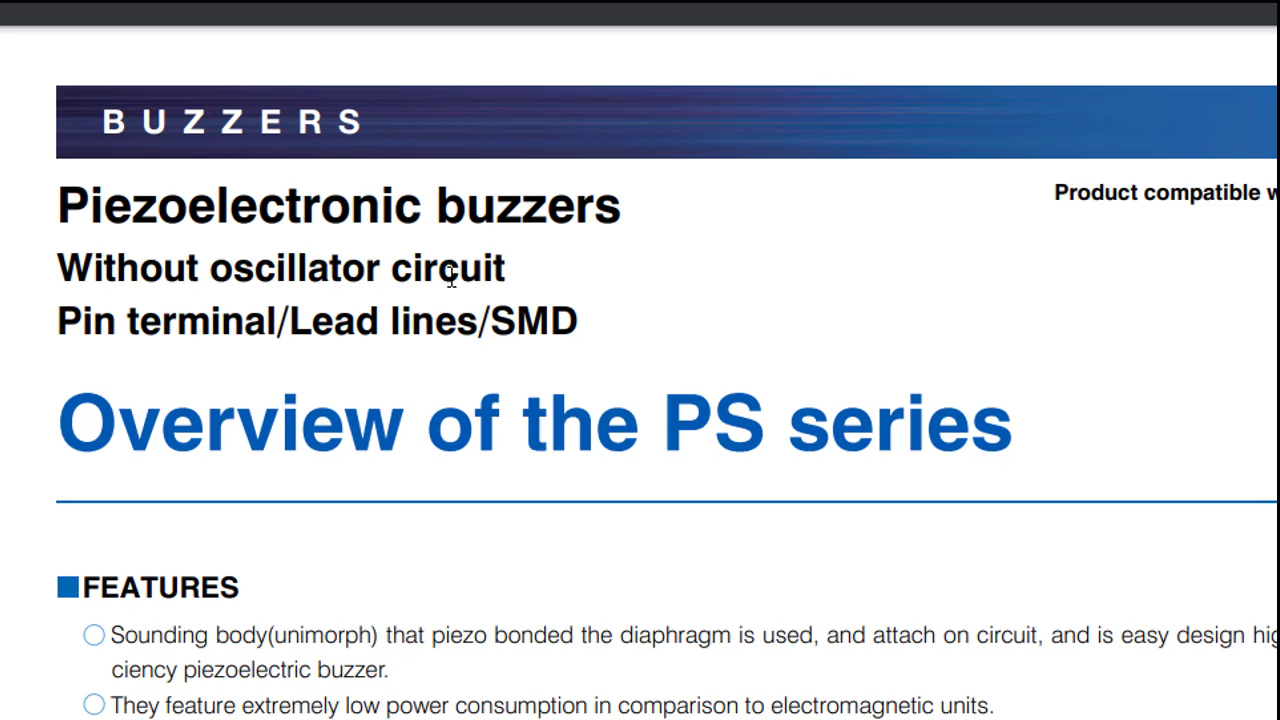 BUZZERS
Piezoelectronic buzzers
Product compatible
Without oscillator circuit
Pin terminal/Lead lines/SMD
Overview of the PS series
FEATURES
Sounding body(unimorph) that piezo bonded the diaphragm is used, and attach on circuit, and is easy design
ciency piezoelectric buzzer.
They feature extremely low power consumption in comparison to electromagnetic units.